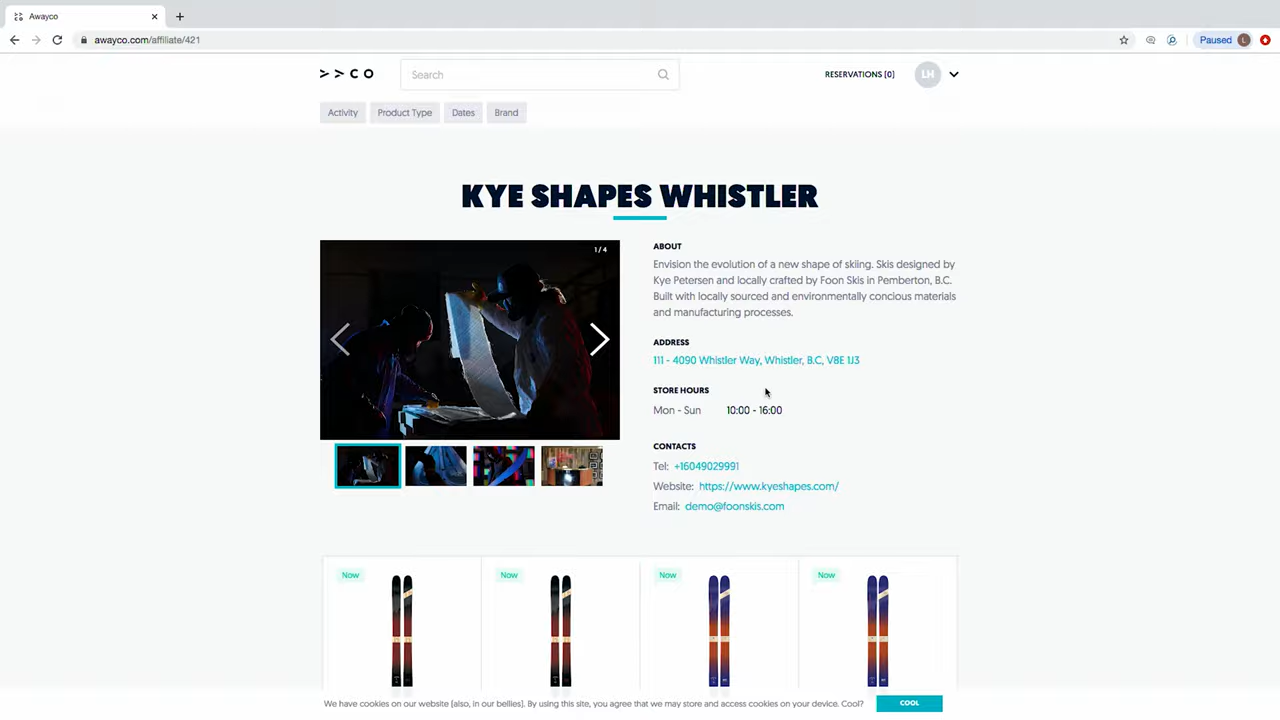 Awayco
awayco.com/affiliate/421
Paused L
> > C O
Search
RESERVATIONS (0)
LH
Activity
Product Type
Dates
Brand
KYE SHAPES WHISTLER
1 / 4
ABOUT
Envision the evolution of a new shape of skiing. Skis designed by
Kye Petersen and locally crafted by Foon Skis in Pemberton, B.C.
Built with locally sourced and environmentally concious materials
and manufacturing processes.
ADDRESS
111 - 4090 Whistler Way, Whistler, B.C, V8E 1J3
STORE HOURS
Mon - Sun 10:00 - 16:00
CONTACTS
Tel: +16049029991
Website: https://www.kyeshapes.com/
Email: demo@foonskis.com
Now
Now
Now
Now
We have cookies on our website (also, in our bellies). By using this site, you agree that we may store and access cookies on your device. Cool?
COOL